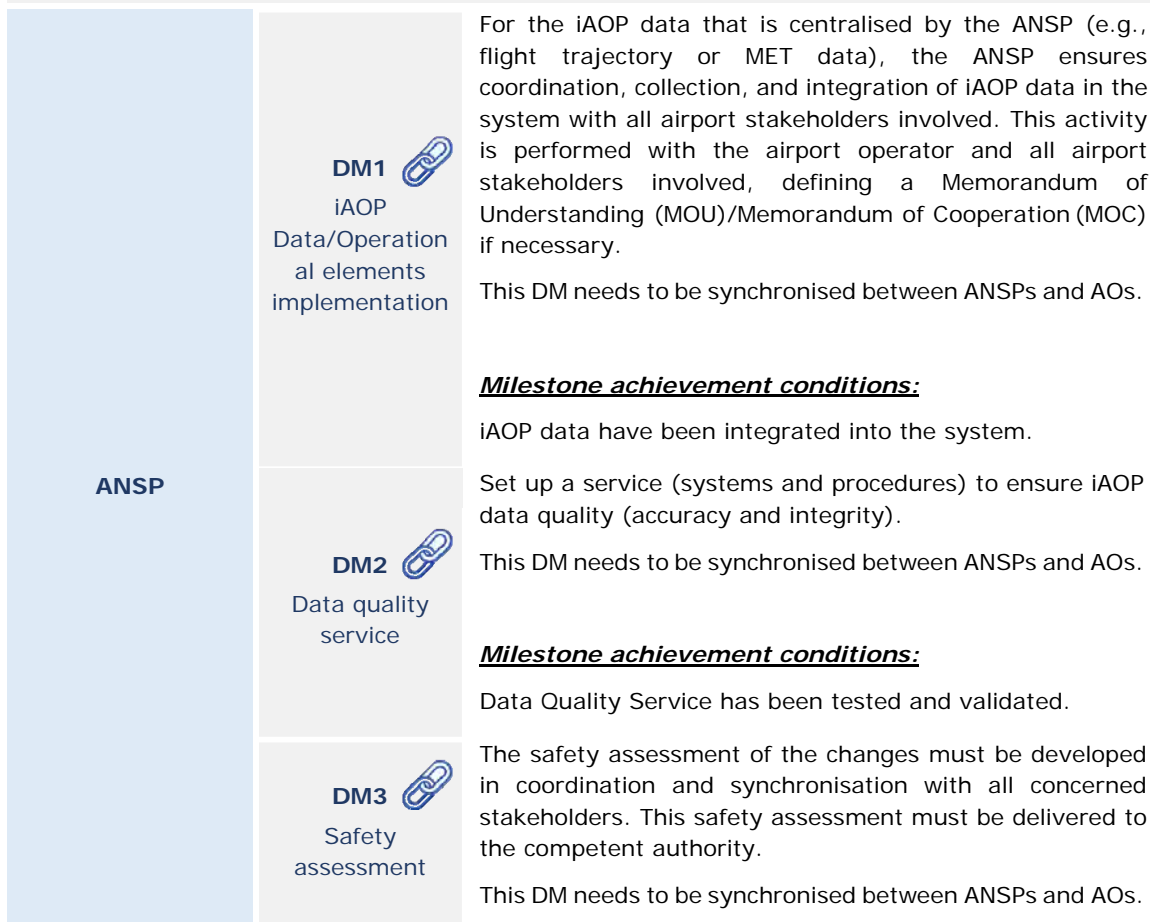 ANSP
DM1
iAOP
Data/Operation
al elements
implementation
For the iAOP data that is centralised by the ANSP (e.g.,
flight trajectory or MET data), the ANSP ensures
coordination, collection, and integration of iAOP data in the
system with all airport stakeholders involved. This activity
is performed with the airport operator and all airport
stakeholders involved, defining a Memorandum of
Understanding (MOU)/Memorandum of Cooperation (MOC)
if necessary.
This DM needs to be synchronised between ANSPs and AOs.
Milestone achievement conditions:
iAOP data have been integrated into the system.
DM2
Data quality
service
Set up a service (systems and procedures) to ensure iAOP
data quality (accuracy and integrity).
This DM needs to be synchronised between ANSPs and AOs.
Milestone achievement conditions:
Data Quality Service has been tested and validated.
DM3
Safety
assessment
The safety assessment of the changes must be developed
in coordination and synchronisation with all concerned
stakeholders. This safety assessment must be delivered to
the competent authority.
This DM needs to be synchronised between ANSPs and AOs.